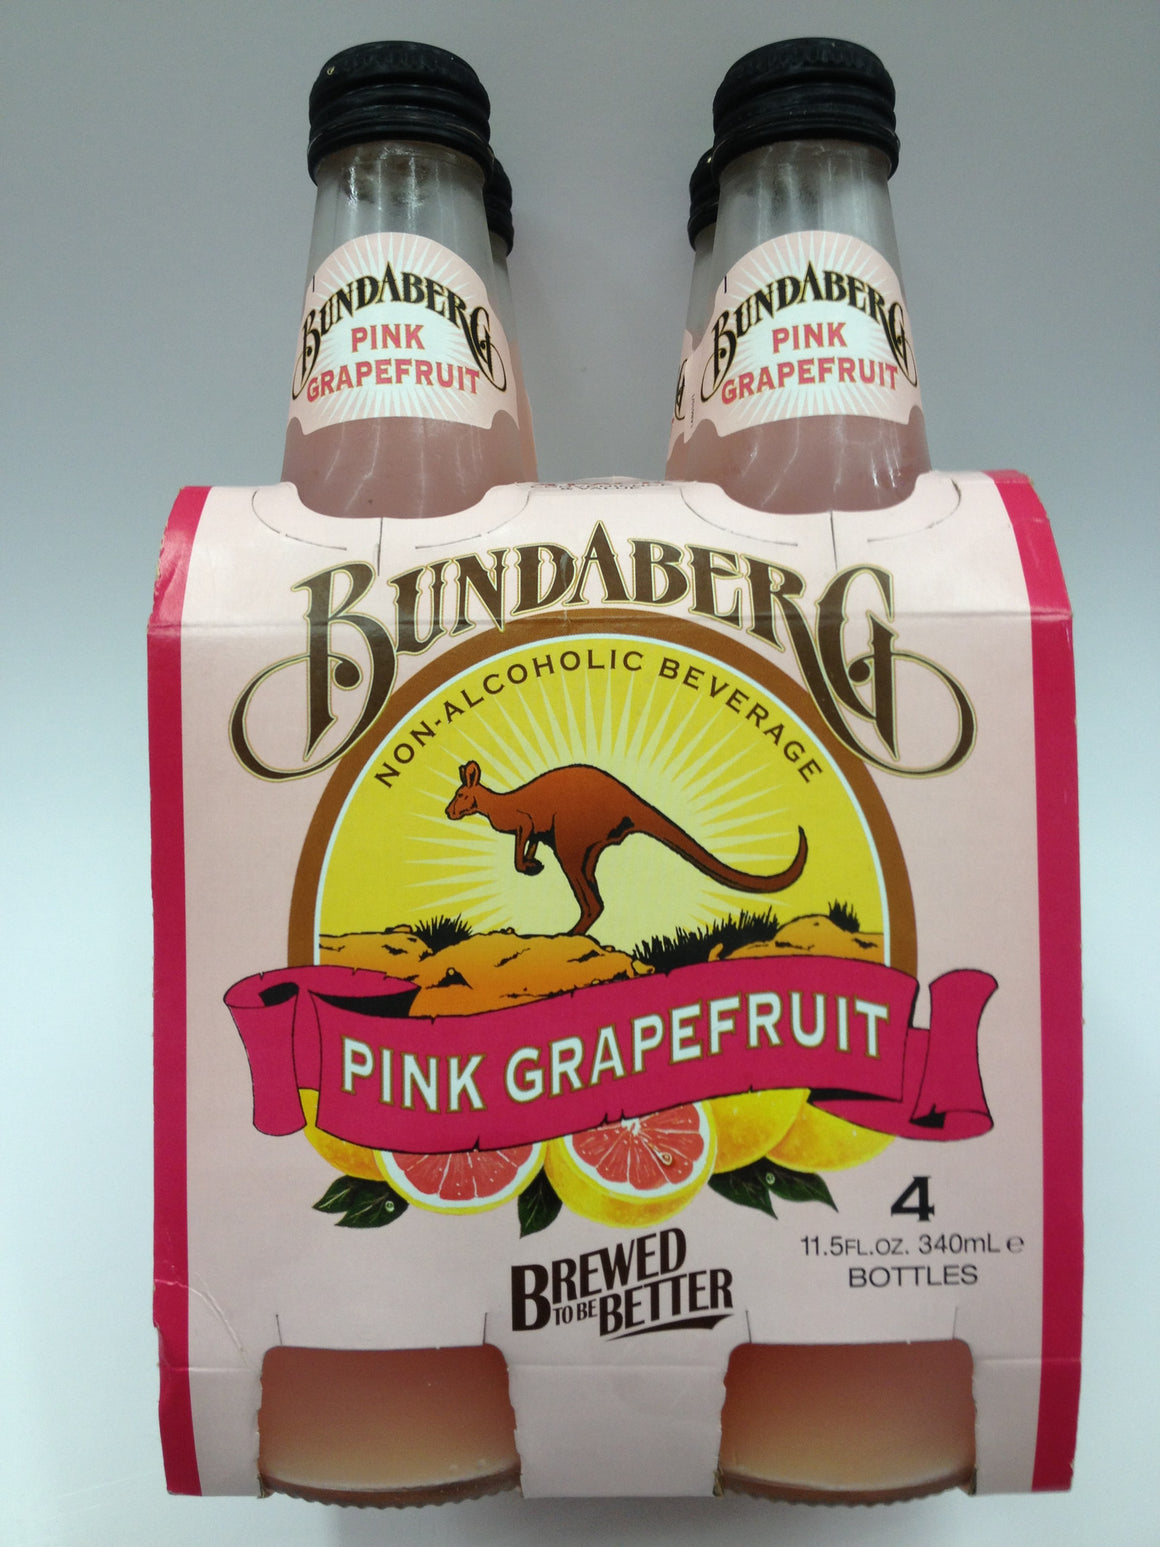 BUNDABERG
PINK
GRAPEFRUIT
BUNDABERG
PINK
GRAPEFRUIT
BUNDABERG
NON-ALCOHOLIC BEVERAGE
PINK GRAPEFRUIT
4
11.5FL.OZ. 340mL ℮
BOTTLES
BREWED
TO BE BETTER